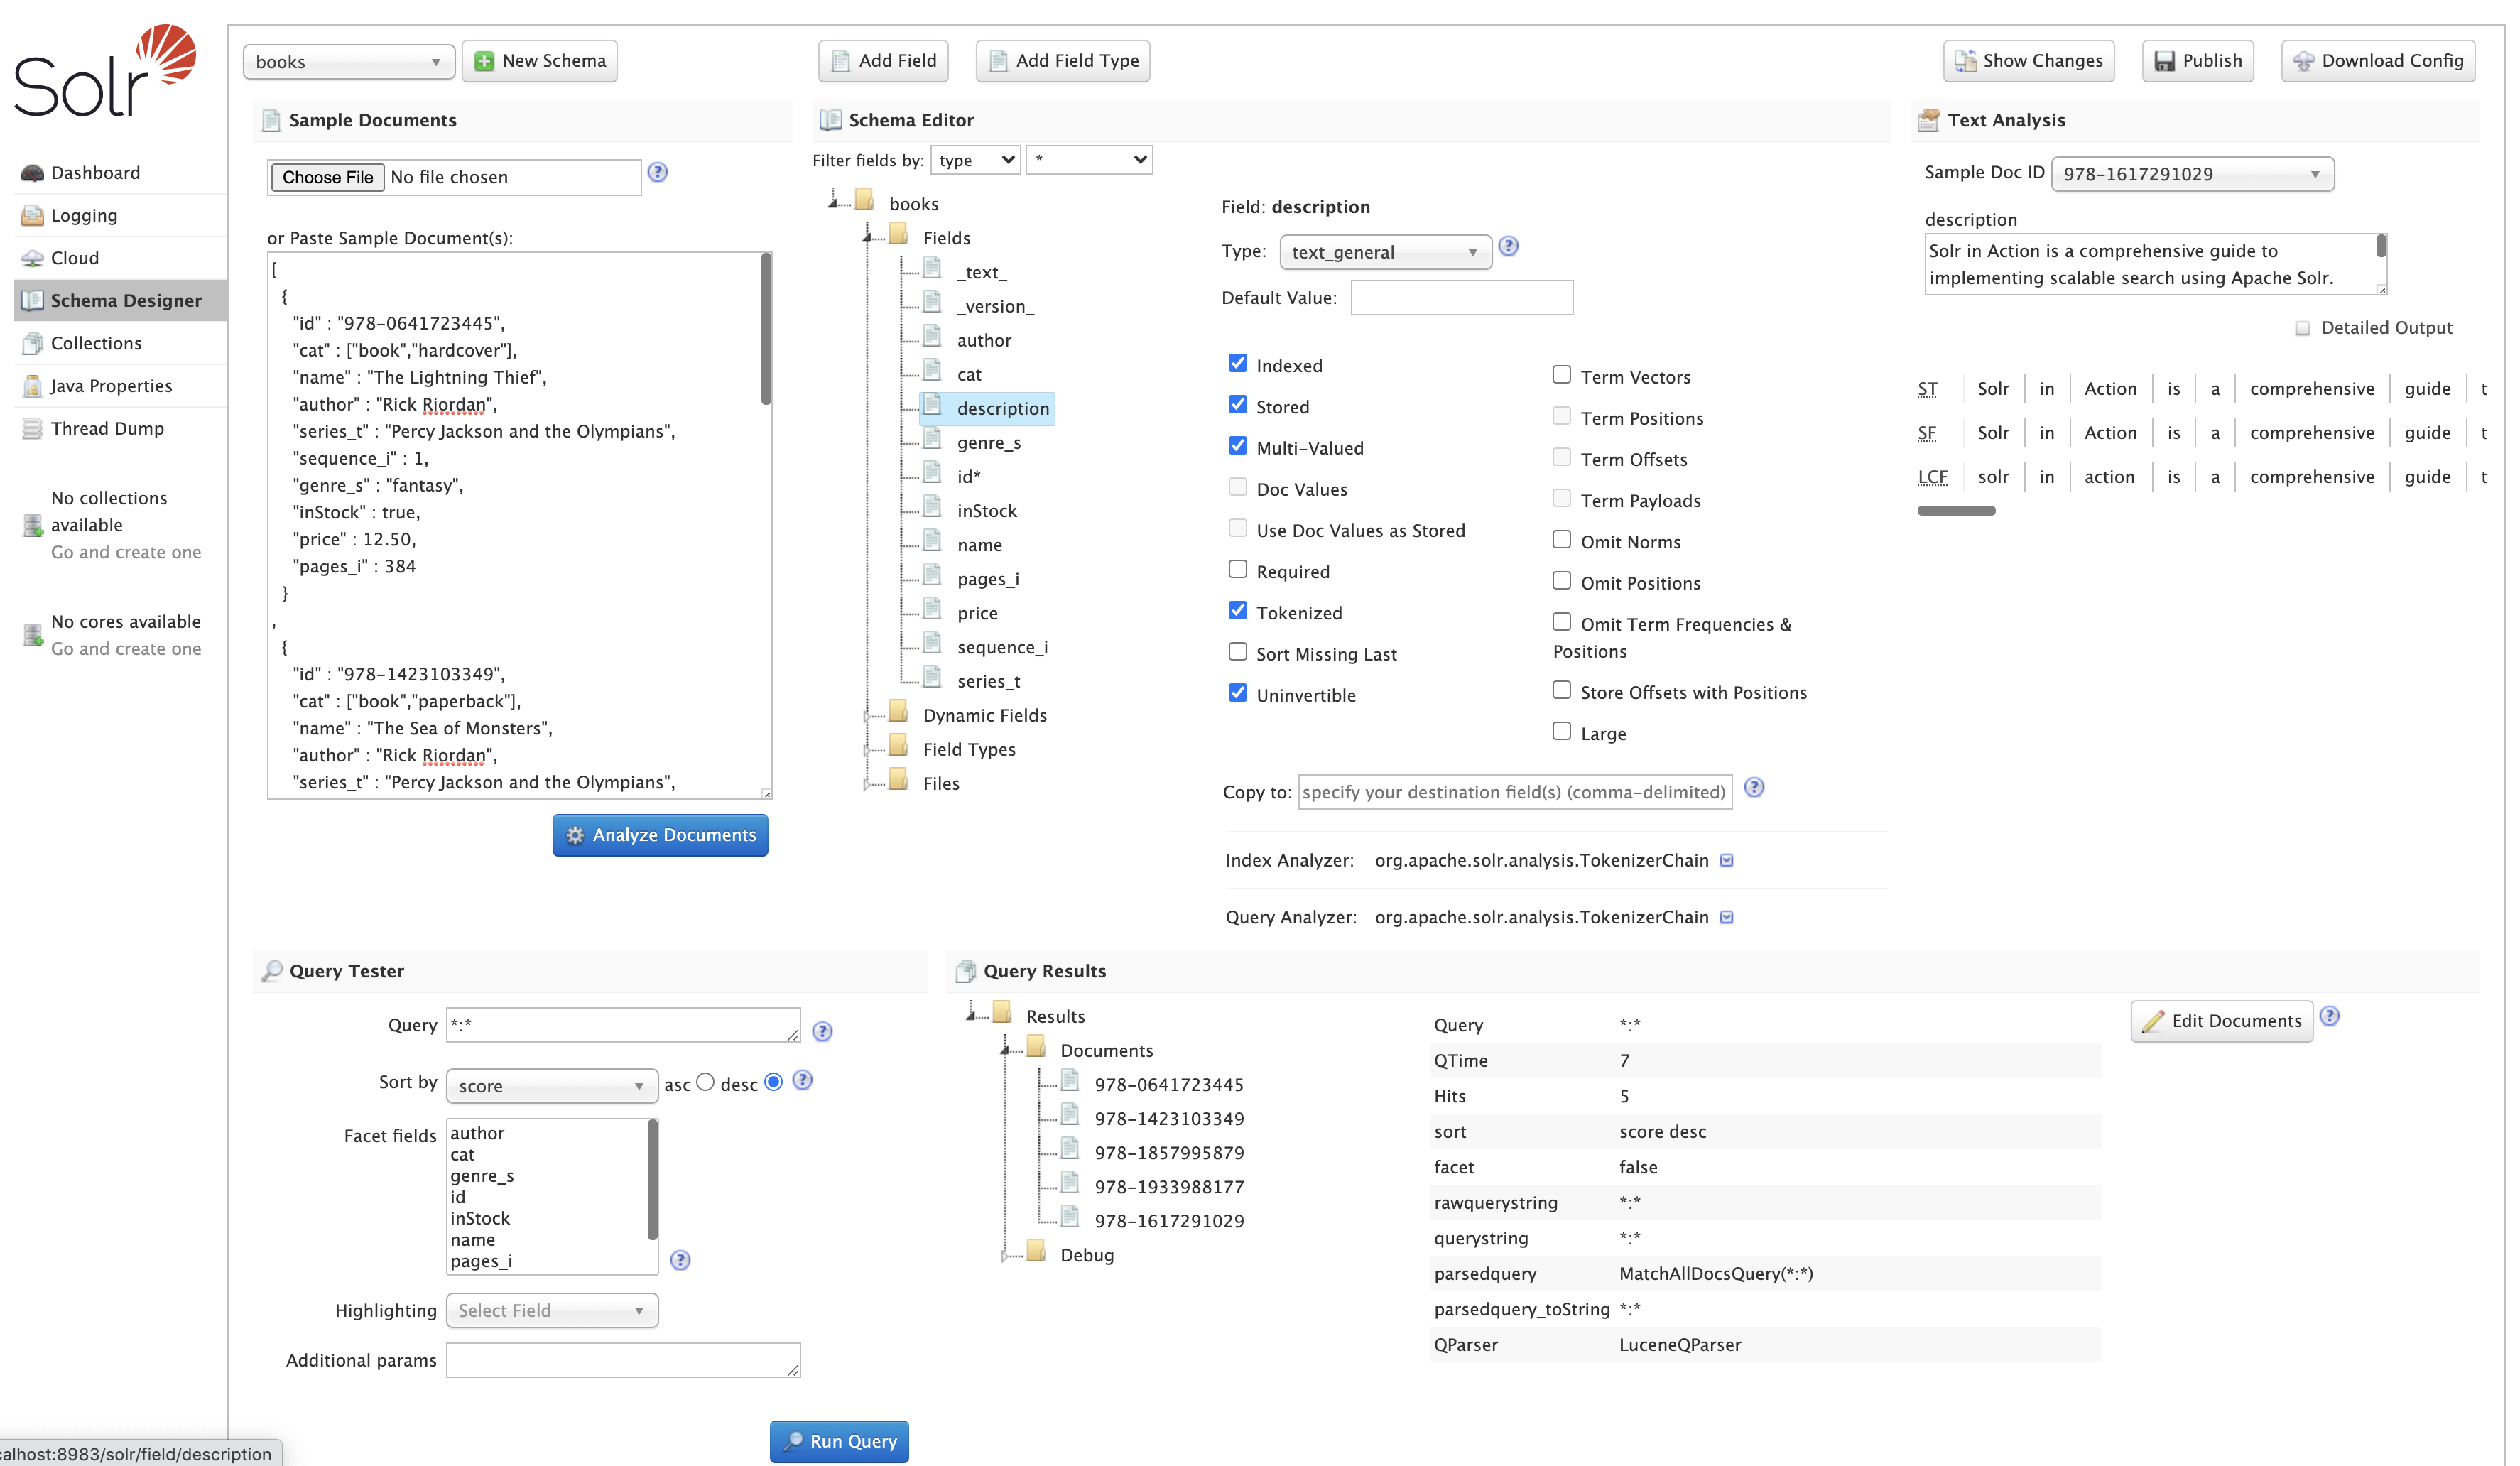 Solr
books
New Schema
Add Field
Add Field Type
Show Changes
Publish
Download Config
Dashboard
Logging
Cloud
Schema Designer
Collections
Java Properties
Thread Dump
No collections
available
Go and create one
No cores available
Go and create one
Sample Documents
Choose File No file chosen
or Paste Sample Document(s):
[
{
"id" : "978-0641723445",
"cat" : ["book","hardcover"],
"name" : "The Lightning Thief",
"author" : "Rick Riordan",
"series_t" : "Percy Jackson and the Olympians",
"sequence_i" : 1,
"genre_s" : "fantasy",
"inStock" : true,
"price" : 12.50,
"pages_i" : 384
}
,
{
"id" : "978-1423103349",
"cat" : ["book","paperback"],
"name" : "The Sea of Monsters",
"author" : "Rick Riordan",
"series_t" : "Percy Jackson and the Olympians",
Analyze Documents
Schema Editor
Filter fields by: type *
books
Fields
_text_
_version_
author
cat
description
genre_s
id*
inStock
name
pages_i
price
sequence_i
series_t
Dynamic Fields
Field Types
Files
Field: description
Type: text_general
Default Value:
Indexed
Stored
Multi-Valued
Doc Values
Use Doc Values as Stored
Required
Tokenized
Sort Missing Last
Uninvertible
Term Vectors
Term Positions
Term Offsets
Term Payloads
Omit Norms
Omit Positions
Omit Term Frequencies &
Positions
Store Offsets with Positions
Large
Copy to: specify your destination field(s) (comma-delimited)
Index Analyzer: org.apache.solr.analysis.TokenizerChain
Query Analyzer: org.apache.solr.analysis.TokenizerChain
Text Analysis
Sample Doc ID 978-1617291029
description
Solr in Action is a comprehensive guide to
implementing scalable search using Apache Solr.
Detailed Output
ST Solr in Action is a comprehensive guide t
SF Solr in Action is a comprehensive guide t
LCF solr in action is a comprehensive guide t
Query Tester
Query *:*
Sort by score asc desc
Facet fields
author
cat
genre_s
id
inStock
name
pages_i
Highlighting Select Field
Additional params
Run Query
Query Results
Results
Documents
978-0641723445
978-1423103349
978-1857995879
978-1933988177
978-1617291029
Debug
Query *:*
QTime 7
Hits 5
sort score desc
facet false
rawquerystring *:*
querystring *:*
parsedquery MatchAllDocsQuery(*:*)
parsedquery_toString *:*
QParser LuceneQParser
Edit Documents
alhost:8983/solr/field/description